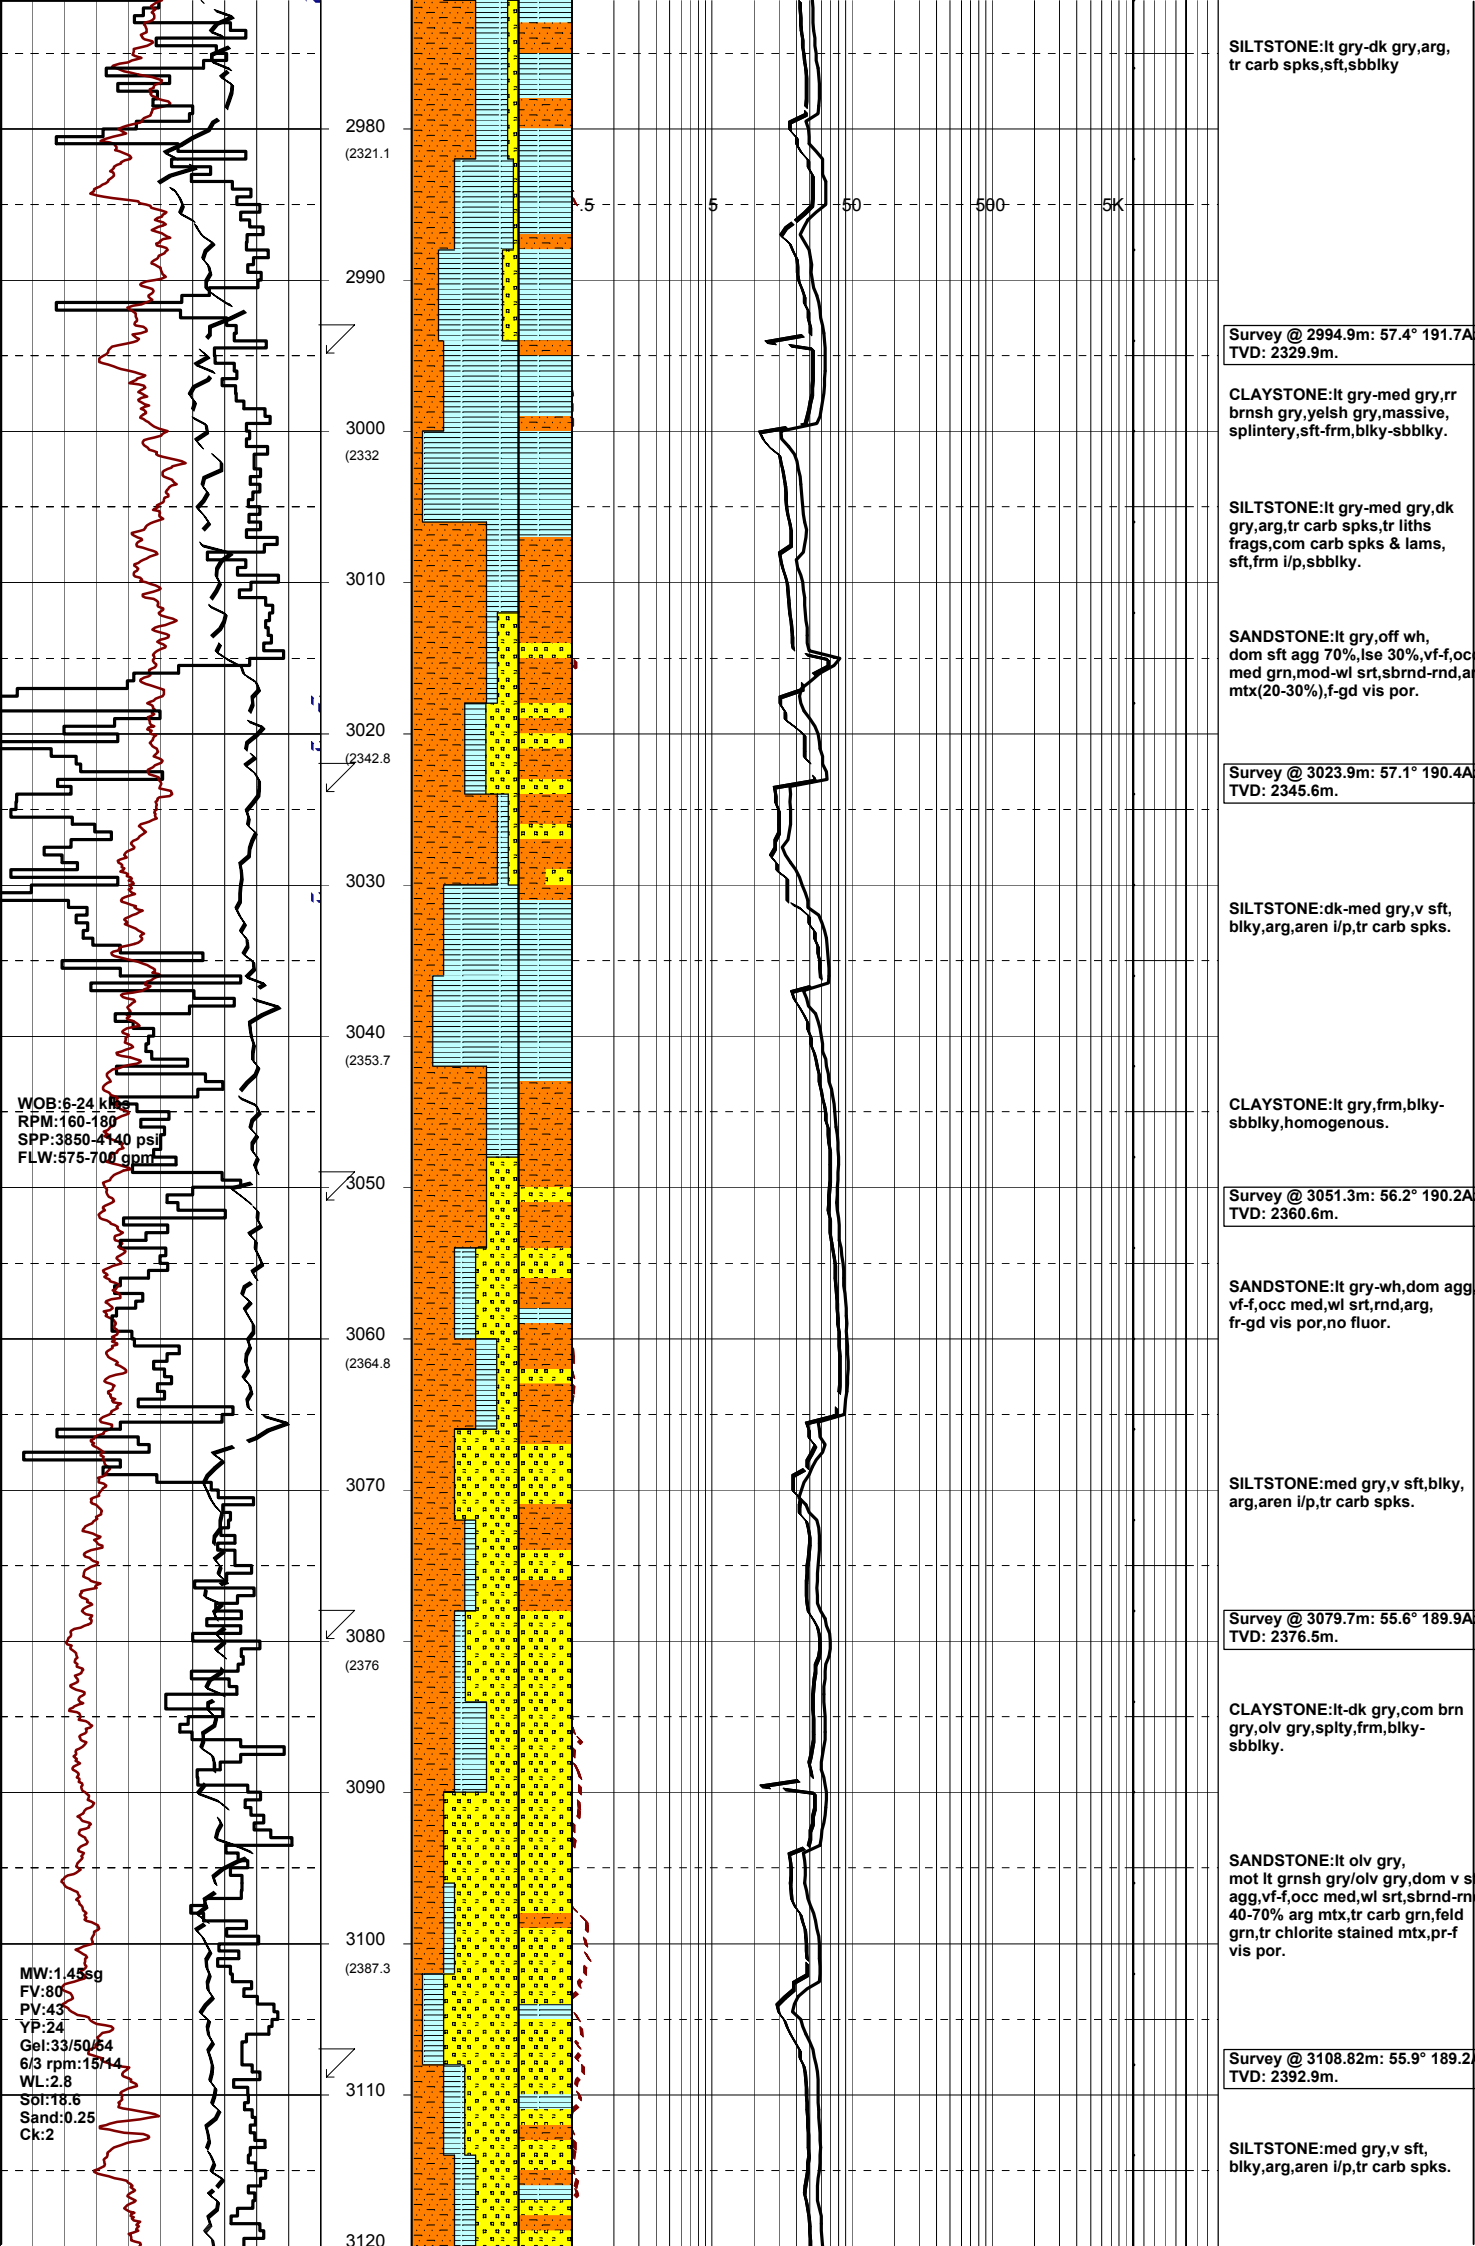 SILTSTONE:lt gry-dk gry,arg,
tr carb spks,sft,sbblky
2980
(2321.1
.5 5 50 500 5K
2990
Survey @ 2994.9m: 57.4° 191.7A
TVD: 2329.9m.
CLAYSTONE:lt gry-med gry,rr
brnsh gry,yelsh gry,massive,
splintery,sft-frm,blky-sbblky.
3000
(2332
SILTSTONE:lt gry-med gry,dk
gry,arg,tr carb spks,tr liths
frags,com carb spks & lams,
sft,frm i/p,sbblky.
3010
SANDSTONE:lt gry,off wh,
dom sft agg 70%,lse 30%,vf-f,occ
med grn,mod-wl srt,sbrnd-rnd,ar
mtx(20-30%),f-gd vis por.
3020
(2342.8
Survey @ 3023.9m: 57.1° 190.4A
TVD: 2345.6m.
3030
SILTSTONE:dk-med gry,v sft,
blky,arg,aren i/p,tr carb spks.
3040
(2353.7
WOB:6-24 klbs
RPM:160-180
SPP:3850-4140 psi
FLW:575-700 gpm
CLAYSTONE:lt gry,frm,blky-
sbblky,homogenous.
3050
Survey @ 3051.3m: 56.2° 190.2A
TVD: 2360.6m.
SANDSTONE:lt gry-wh,dom agg,
vf-f,occ med,wl srt,rnd,arg,
fr-gd vis por,no fluor.
3060
(2364.8
3070
SILTSTONE:med gry,v sft,blky,
arg,aren i/p,tr carb spks.
3080
(2376
Survey @ 3079.7m: 55.6° 189.9A
TVD: 2376.5m.
CLAYSTONE:lt-dk gry,com brn
gry,olv gry,splty,frm,blky-
sbblky.
3090
SANDSTONE:lt olv gry,
mot lt grnsh gry/olv gry,dom v s
agg,vf-f,occ med,wl srt,sbrnd-rn
40-70% arg mtx,tr carb grn,feld
grn,tr chlorite stained mtx,pr-f
vis por.
3100
(2387.3
MW:1.45sg
FV:80
PV:43
YP:24
Gel:33/50/54
6/3 rpm:15/14
WL:2.8
Sol:18.6
Sand:0.25
Ck:2
Survey @ 3108.82m: 55.9° 189.2
TVD: 2392.9m.
3110
SILTSTONE:med gry,v sft,
blky,arg,aren i/p,tr carb spks.
3120